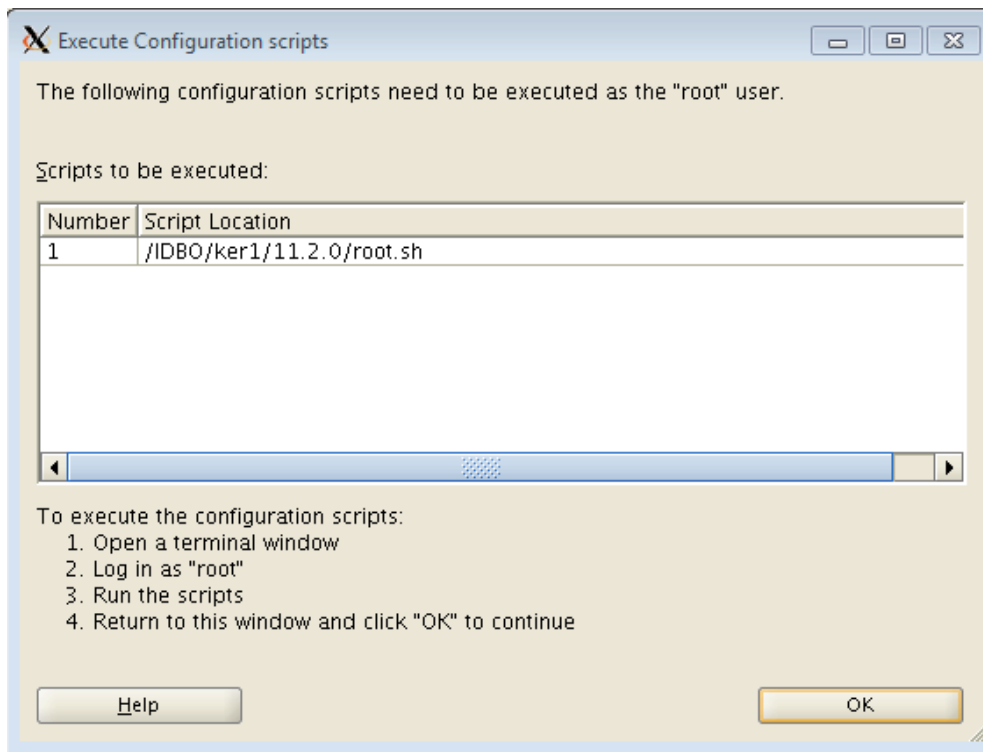 Execute Configuration scripts
The following configuration scripts need to be executed as the "root" user.
Scripts to be executed:
Number Script Location
1 /IDBO/ker1/11.2.0/root.sh
To execute the configuration scripts:
1. Open a terminal window
2. Log in as "root"
3. Run the scripts
4. Return to this window and click "OK" to continue
Help OK